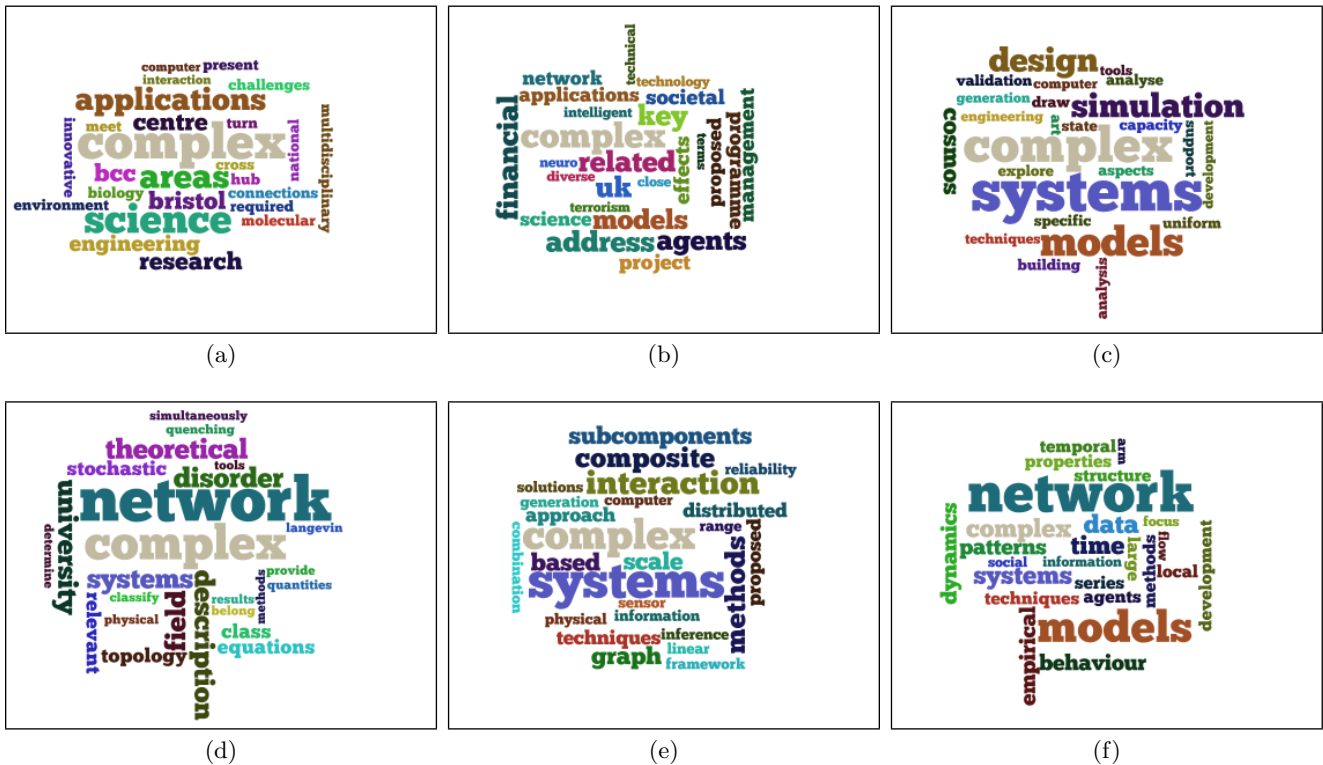 computer present
interaction challenges
applications
innovative meet centre turn national multidisciplinary
complex
bcc areas cross hub
biology bristol connections
environment required
science molecular
engineering
research
(a)
technical
network technology
applications societal
financial intelligent key management
complex terms proposed programme
neuro related effects
diverse uk close
terrorism
science models
address agents
project
(b)
design tools
validation computer analyse
generation draw simulation
engineering art state capacity support
cosmos complex development
explore aspects
systems
specific uniform
techniques models
building analysis
(c)
simultaneously
quenching
theoretical
stochastic tools
disorder
university network
determine complex langevin
systems description provide
relevant classify field results methods quantities
physical belong
class
topology equations
(d)
subcomponents
composite reliability
solutions interaction
generation computer distributed
approach range
combination complex proposed
based scale methods
systems
sensor
physical information
techniques inference
graph linear
framework
(e)
temporal arm
properties
structure
network
dynamics complex data focus development
patterns time large flow
social information methods local
systems series
techniques agents
empirical models
behaviour
(f)